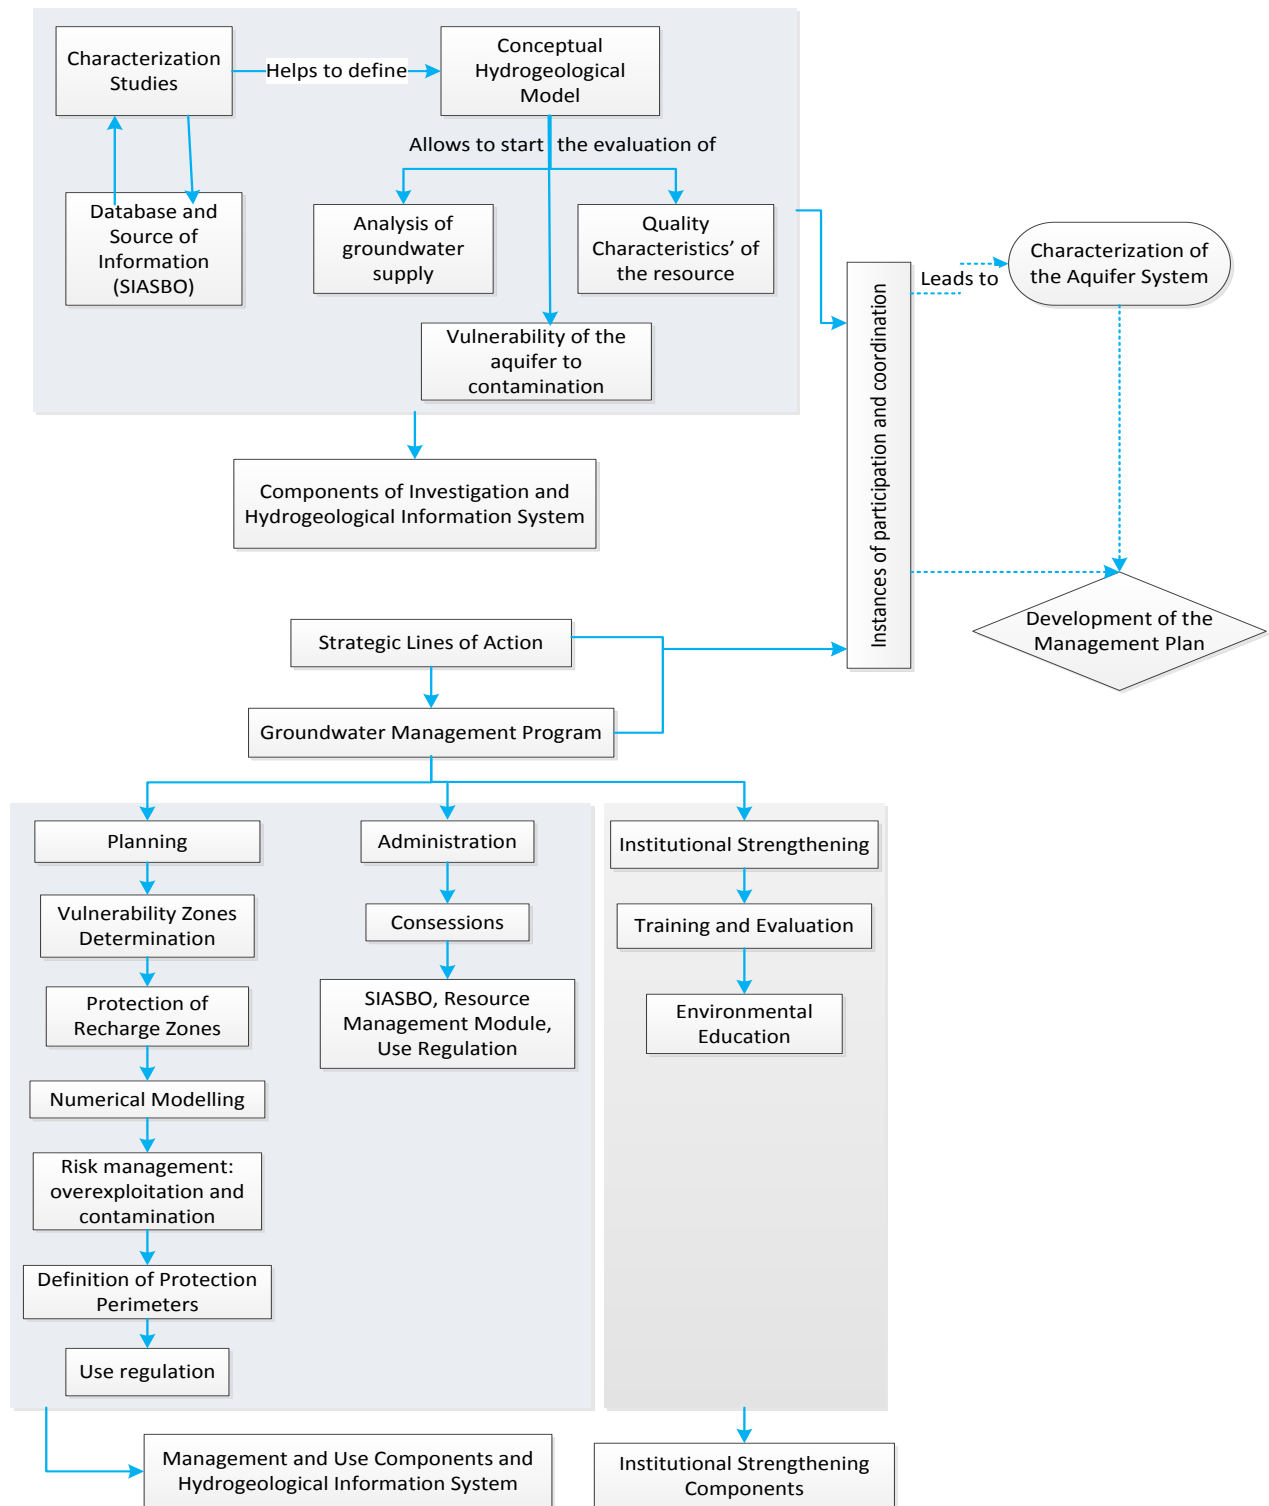 Characterization
Studies
Helps to define
Conceptual
Hydrogeological
Model
Allows to start the evaluation of
Database and
Source of
Information
(SIASBO)
Analysis of
groundwater
supply
Quality
Characteristics’ of
the resource
Vulnerability of the
aquifer to
contamination
Components of Investigation and
Hydrogeological Information System
Instances of participation and coordination
Leads to
Characterization of
the Aquifer System
Development of the
Management Plan
Strategic Lines of Action
Groundwater Management Program
Planning
Vulnerability Zones
Determination
Protection of
Recharge Zones
Numerical Modelling
Risk management:
overexploitation and
contamination
Definition of Protection
Perimeters
Use regulation
Administration
Consessions
SIASBO, Resource
Management Module,
Use Regulation
Institutional Strengthening
Training and Evaluation
Environmental
Education
Management and Use Components and
Hydrogeological Information System
Institutional Strengthening
Components